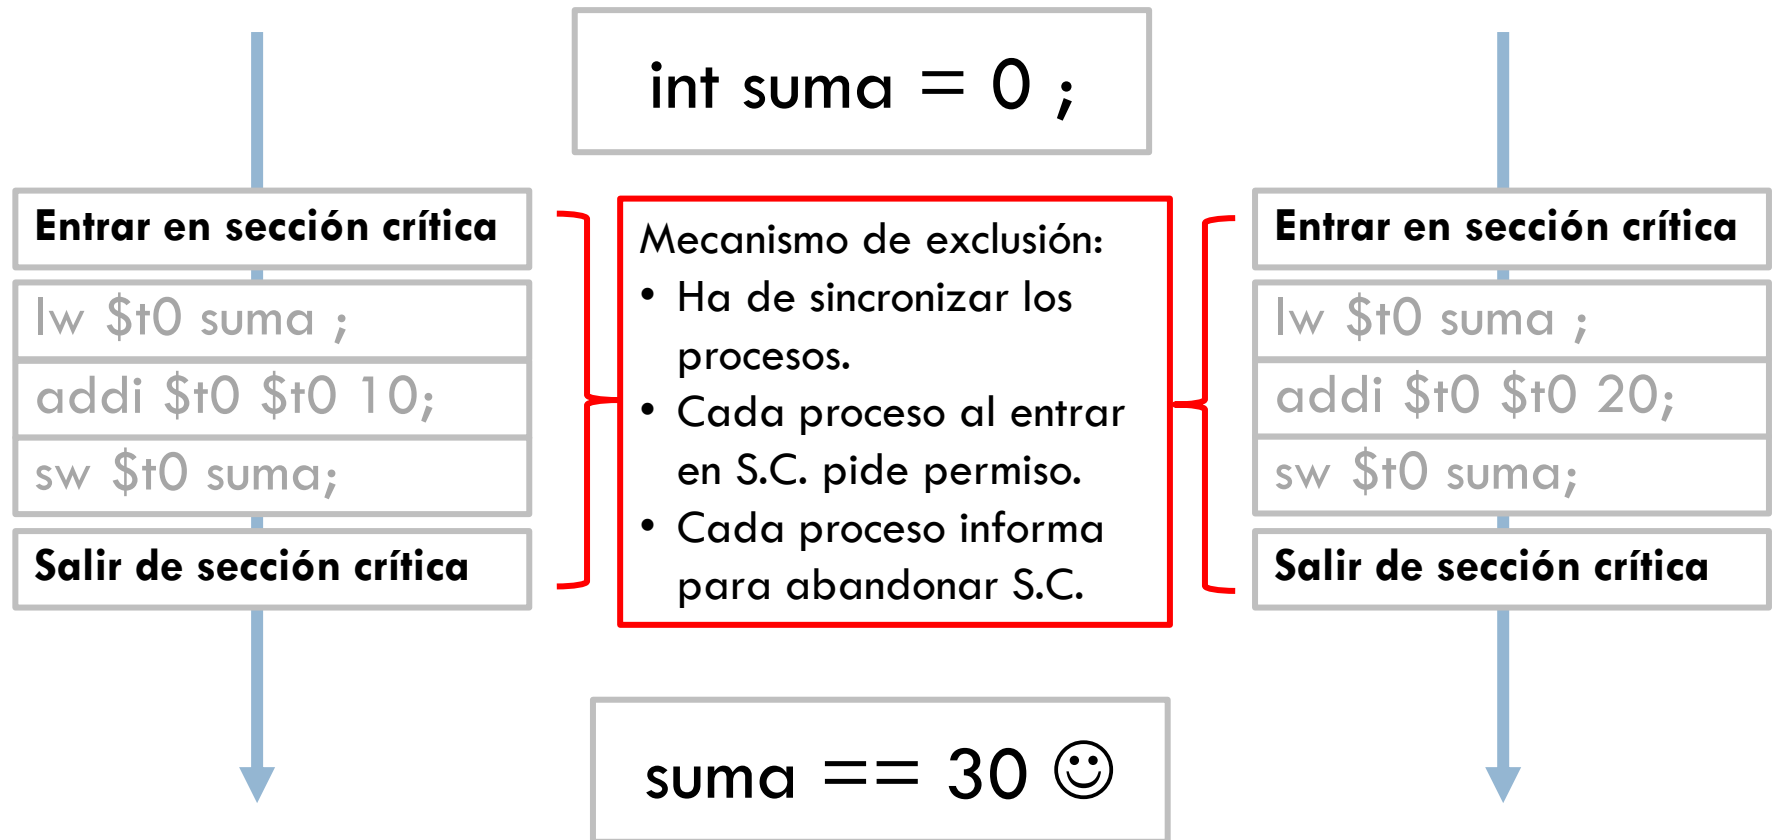 int suma = 0 ;
Entrar en sección crítica
lw $t0 suma ;
addi $t0 $t0 10;
sw $t0 suma;
Salir de sección crítica
Mecanismo de exclusión:
• Ha de sincronizar los
procesos.
• Cada proceso al entrar
en S.C. pide permiso.
• Cada proceso informa
para abandonar S.C.
Entrar en sección crítica
lw $t0 suma ;
addi $t0 $t0 20;
sw $t0 suma;
Salir de sección crítica
suma == 30 ☺